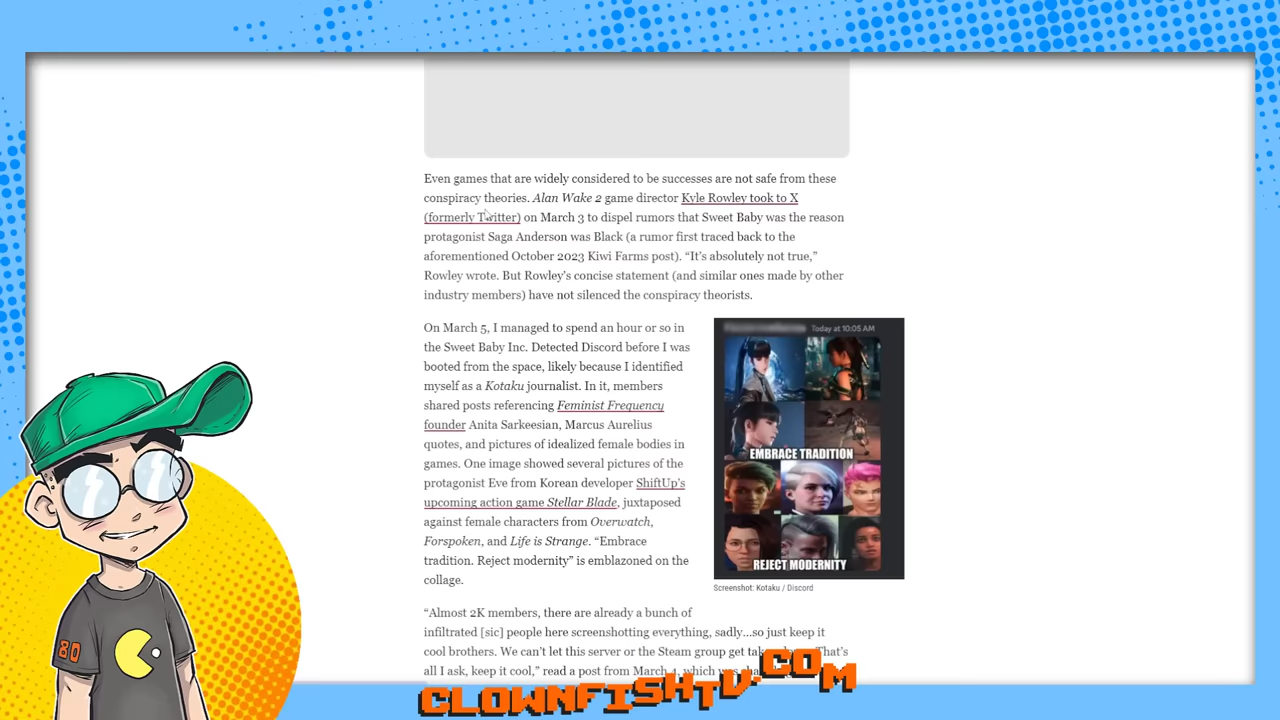 Even games that are widely considered to be successes are not safe from these
conspiracy theories. Alan Wake 2 game director Kyle Rowley took to X
(formerly Twitter) on March 3 to dispel rumors that Sweet Baby was the reason
protagonist Saga Anderson was Black (a rumor first traced back to the
aforementioned October 2023 Kiwi Farms post). “It’s absolutely not true,”
Rowley wrote. But Rowley’s concise statement (and similar ones made by other
industry members) have not silenced the conspiracy theorists.
On March 5, I managed to spend an hour or so in
the Sweet Baby Inc. Detected Discord before I was
booted from the space, likely because I identified
myself as a Kotaku journalist. In it, members
shared posts referencing Feminist Frequency
founder Anita Sarkeesian, Marcus Aurelius
quotes, and pictures of idealized female bodies in
games. One image showed several pictures of the
protagonist Eve from Korean developer ShiftUp’s
upcoming action game Stellar Blade, juxtaposed
against female characters from Overwatch,
Forspoken, and Life is Strange. “Embrace
tradition. Reject modernity” is emblazoned on the
collage.
Today at 10:05 AM
EMBRACE TRADITION
REJECT MODERNITY
Screenshot: Kotaku / Discord
“Almost 2K members, there are already a bunch of
infiltrated [sic] people here screenshotting everything, sadly...so just keep it
cool brothers. We can’t let this server or the Steam group get That’s
all I ask, keep it cool,” read a post from March 4, which
80
CLOWNFISHTV.COM